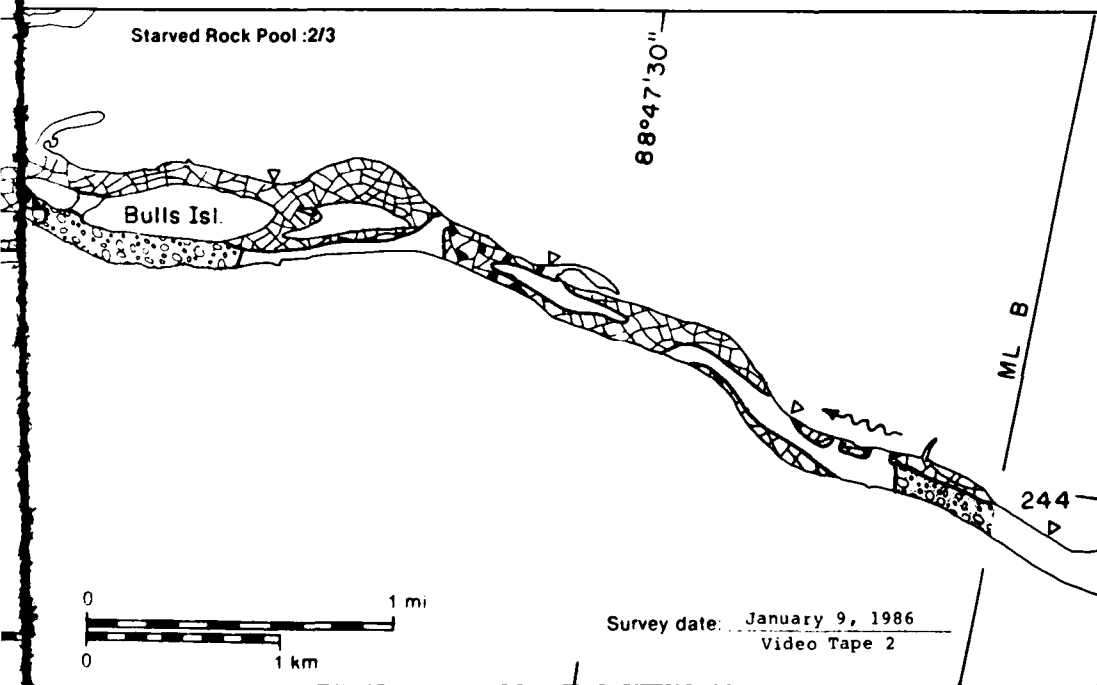 Starved Rock Pool :2/3
88°47'30"
Bulls Isl.
ML B
244
0 1 mi
0 1 km
Survey date: January 9, 1986
Video Tape 2